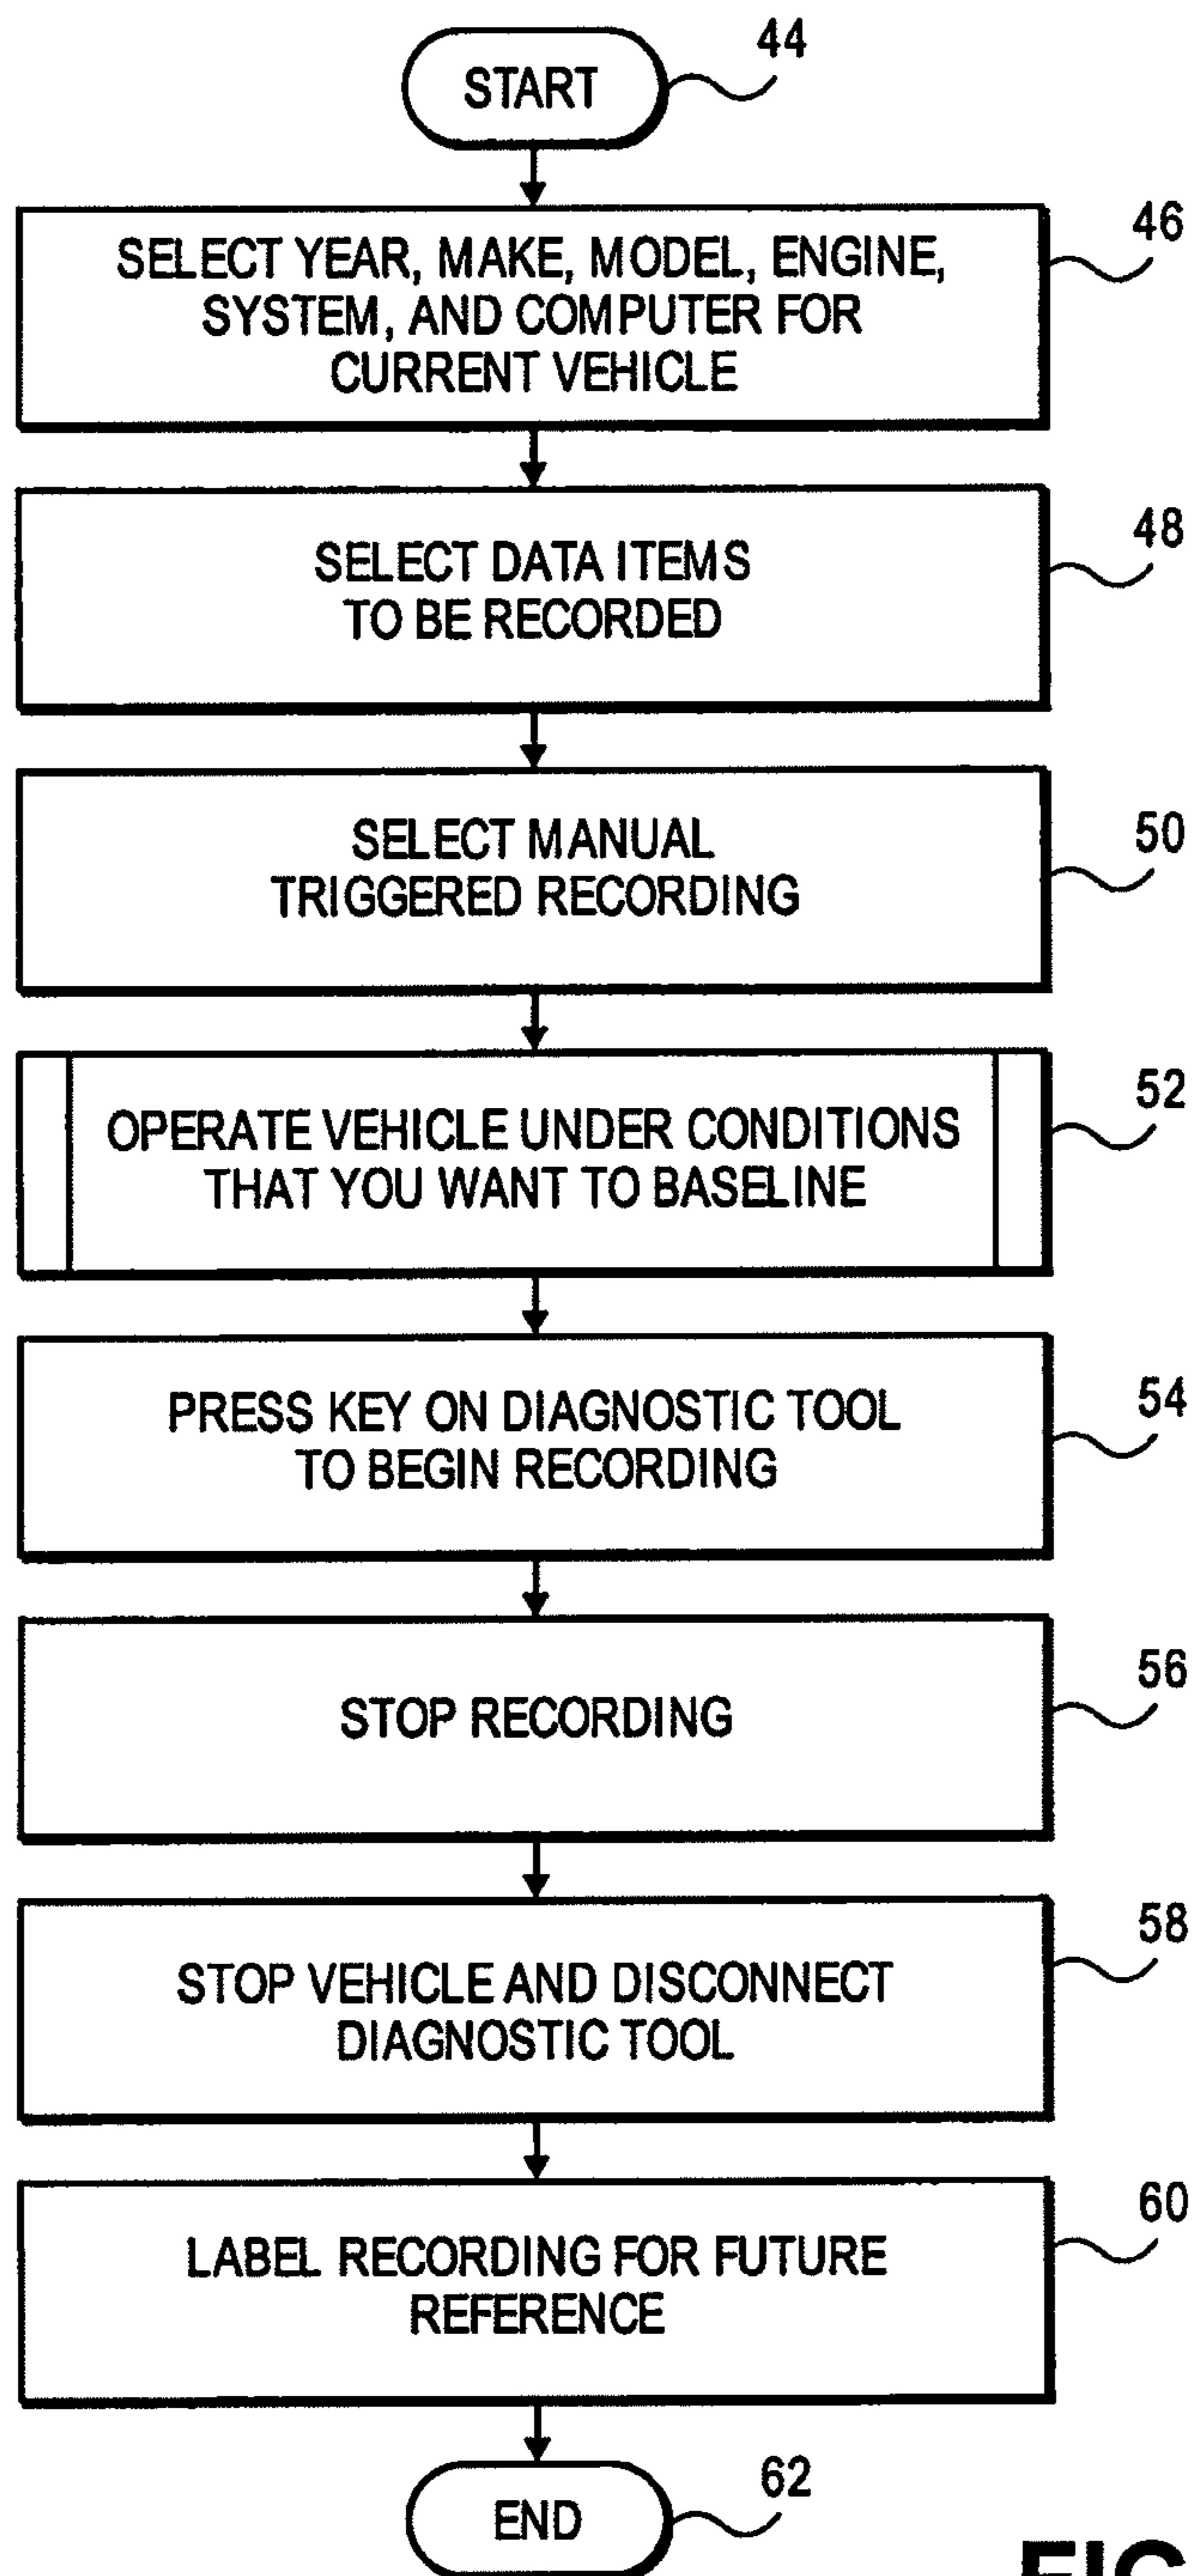 START
44
SELECT YEAR, MAKE, MODEL, ENGINE,
SYSTEM, AND COMPUTER FOR
CURRENT VEHICLE
46
SELECT DATA ITEMS
TO BE RECORDED
48
SELECT MANUAL
TRIGGERED RECORDING
50
OPERATE VEHICLE UNDER CONDITIONS
THAT YOU WANT TO BASELINE
52
PRESS KEY ON DIAGNOSTIC TOOL
TO BEGIN RECORDING
54
STOP RECORDING
56
STOP VEHICLE AND DISCONNECT
DIAGNOSTIC TOOL
58
LABEL RECORDING FOR FUTURE
REFERENCE
60
END
62
FIG